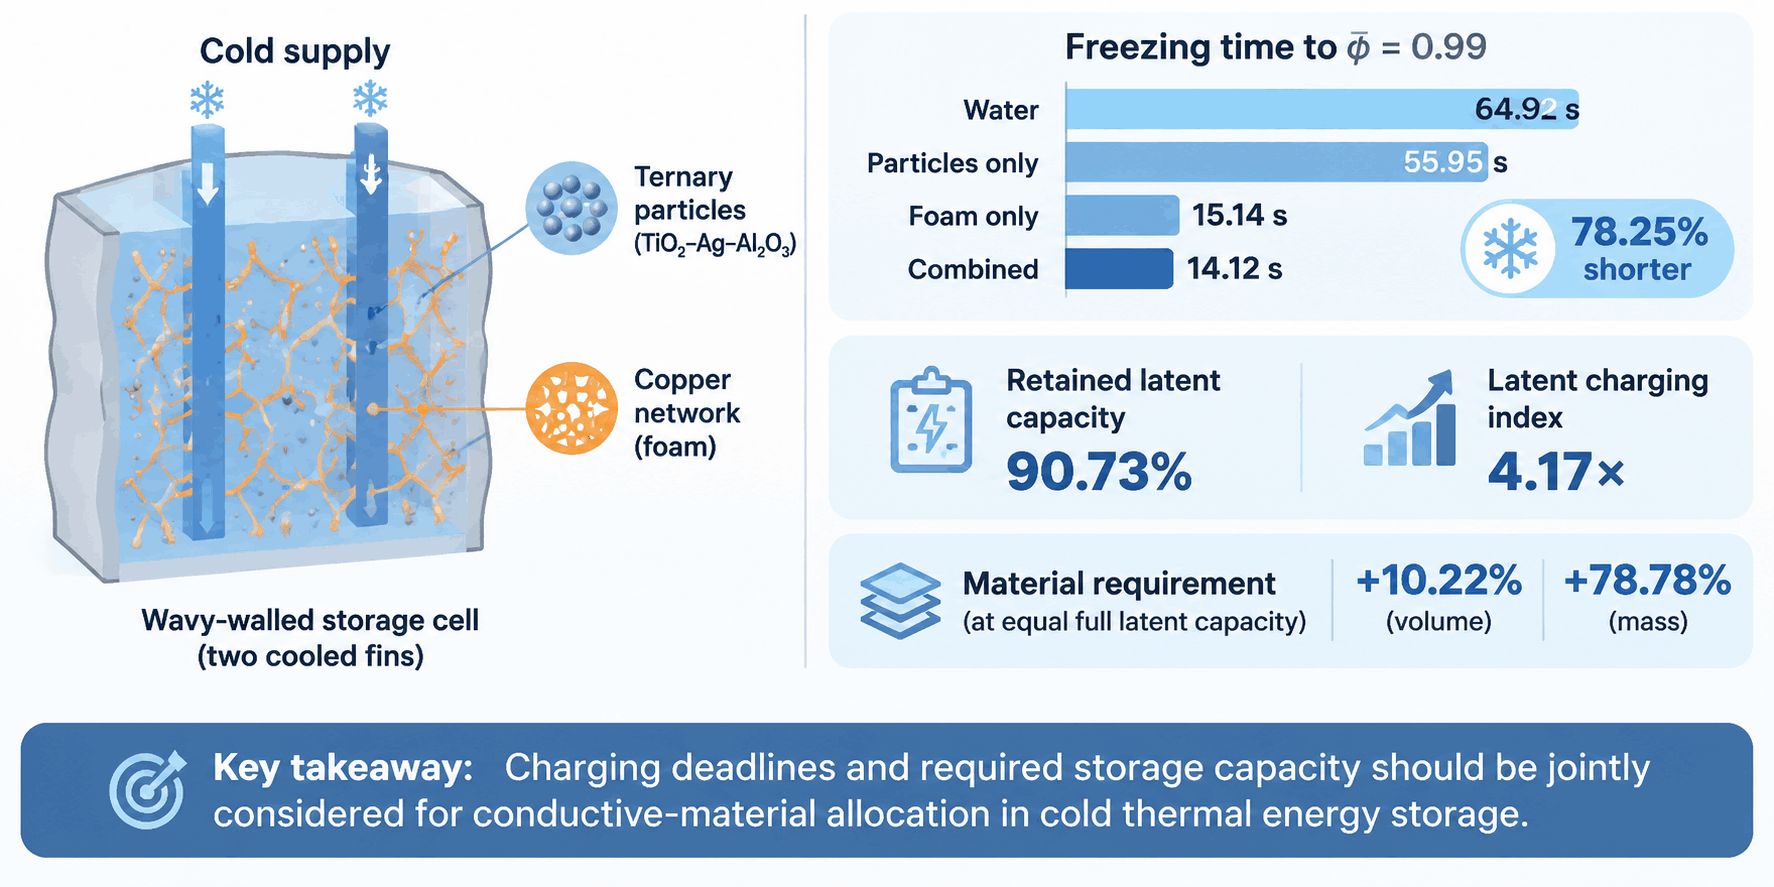 Cold supply
Ternary
particles
(TiO₂–Ag–Al₂O₃)
Copper
network
(foam)
Wavy-walled storage cell
(two cooled fins)
Freezing time to φ̄ = 0.99
Water 64.92 s
Particles only 55.95 s
Foam only 15.14 s
Combined 14.12 s
78.25%
shorter
Retained latent
capacity
90.73%
Latent charging
index
4.17×
Material requirement
(at equal full latent capacity)
+10.22%
(volume)
+78.78%
(mass)
Key takeaway: Charging deadlines and required storage capacity should be jointly
considered for conductive-material allocation in cold thermal energy storage.